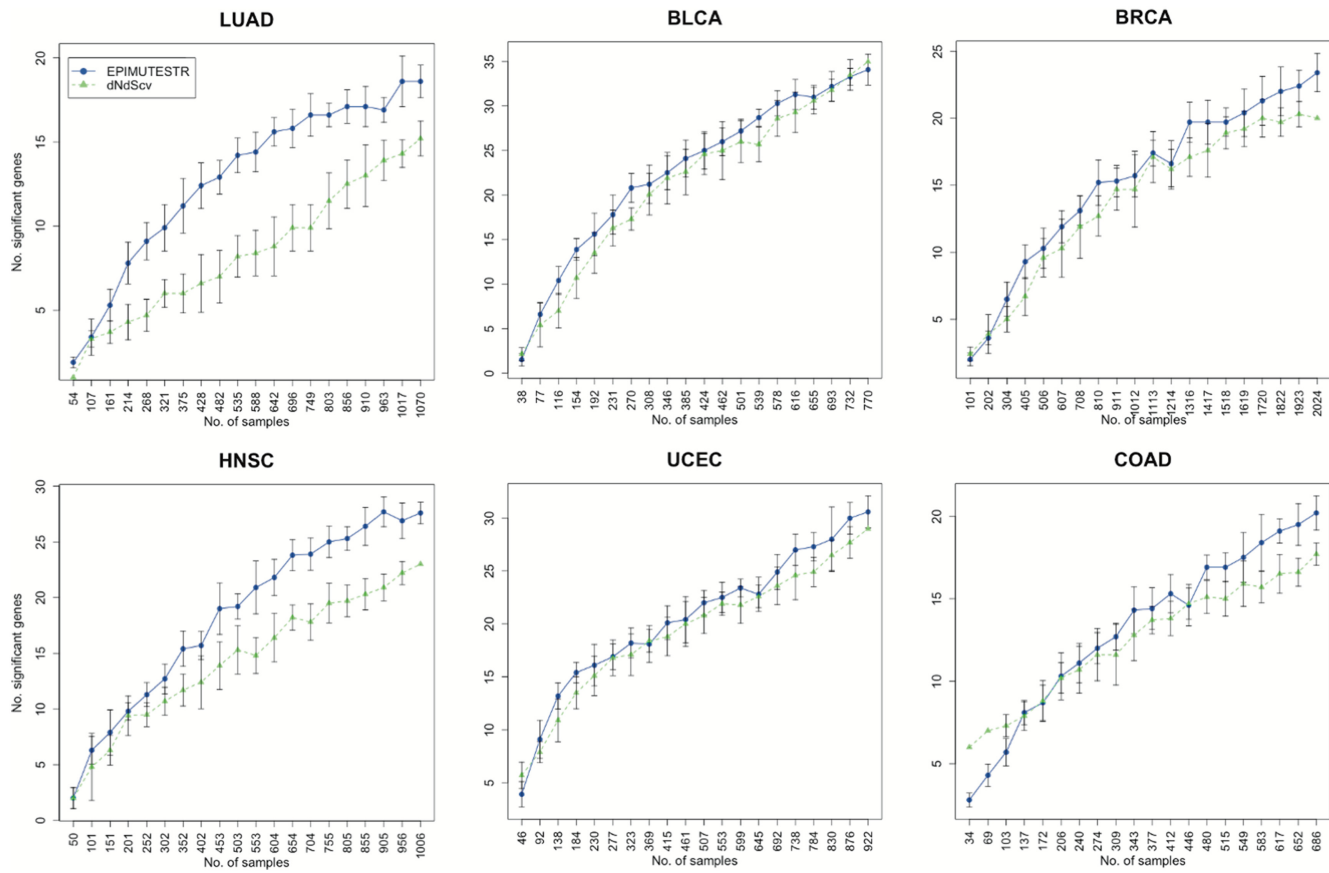 LUAD
20
15
10
5
No. significant genes
EPIMUTESTR
dNdScv
54 107 161 214 268 321 375 428 482 535 588 642 696 749 803 856 910 963 1017 1070
No. of samples
BLCA
35
30
25
20
15
10
5
0
38 77 116 154 192 231 270 308 346 385 424 462 501 539 578 616 655 693 732 770
No. of samples
BRCA
25
20
15
10
5
101 202 304 405 506 607 708 810 911 1012 1113 1214 1316 1417 1518 1619 1720 1822 1923 2024
No. of samples
HNSC
30
25
20
15
10
5
0
No. significant genes
50 101 151 201 252 302 352 402 453 503 553 604 654 704 755 805 855 905 956 1006
No. of samples
UCEC
30
25
20
15
10
5
46 92 138 184 230 277 323 369 415 461 507 553 599 645 692 738 784 830 876 922
No. of samples
COAD
20
15
10
5
34 69 103 137 172 206 240 274 309 343 377 412 446 480 515 549 583 617 652 686
No. of samples